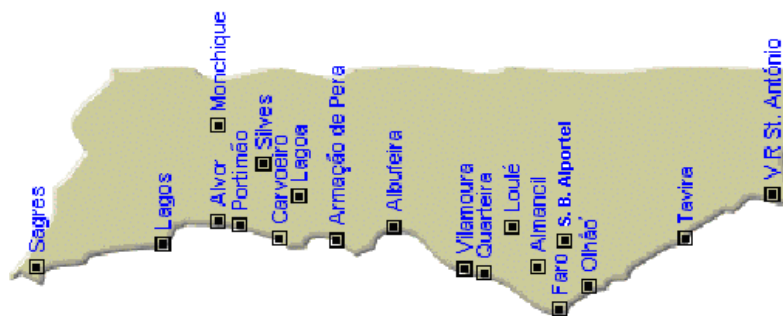 Sagres
Lagos
Alvor
Monchique
Portimão
Silves
Carvoeiro
Lagoa
Armação de Pera
Albufeira
Vilamoura
Quarteira
Loulé
Almancil
Faro
S. B. Alportel
Olhão
Tavira
V.R St. António